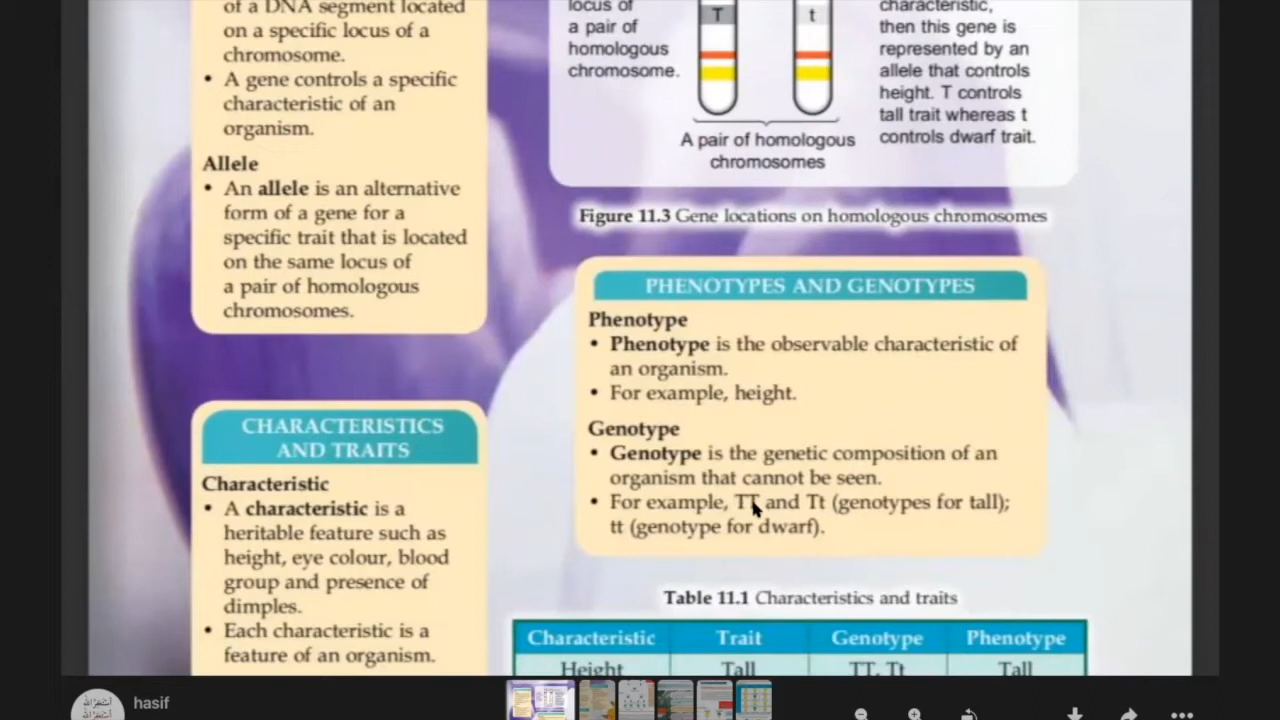 of a DNA segment located
on a specific locus of a
chromosome.
• A gene controls a specific
characteristic of an
organism.
Allele
• An allele is an alternative
form of a gene for a
specific trait that is located
on the same locus of
a pair of homologous
chromosomes.
CHARACTERISTICS
AND TRAITS
Characteristic
• A characteristic is a
heritable feature such as
height, eye colour, blood
group and presence of
dimples.
• Each characteristic is a
feature of an organism.
locus of
a pair of
homologous
chromosome.
T
t
A pair of homologous
chromosomes
characteristic,
then this gene is
represented by an
allele that controls
height. T controls
tall trait whereas t
controls dwarf trait.
Figure 11.3 Gene locations on homologous chromosomes
PHENOTYPES AND GENOTYPES
Phenotype
• Phenotype is the observable characteristic of
an organism.
• For example, height.
Genotype
• Genotype is the genetic composition of an
organism that cannot be seen.
• For example, TT and Tt (genotypes for tall);
tt (genotype for dwarf).
Table 11.1 Characteristics and traits
Characteristic Trait Genotype Phenotype
Height Tall TT, Tt Tall
hasif